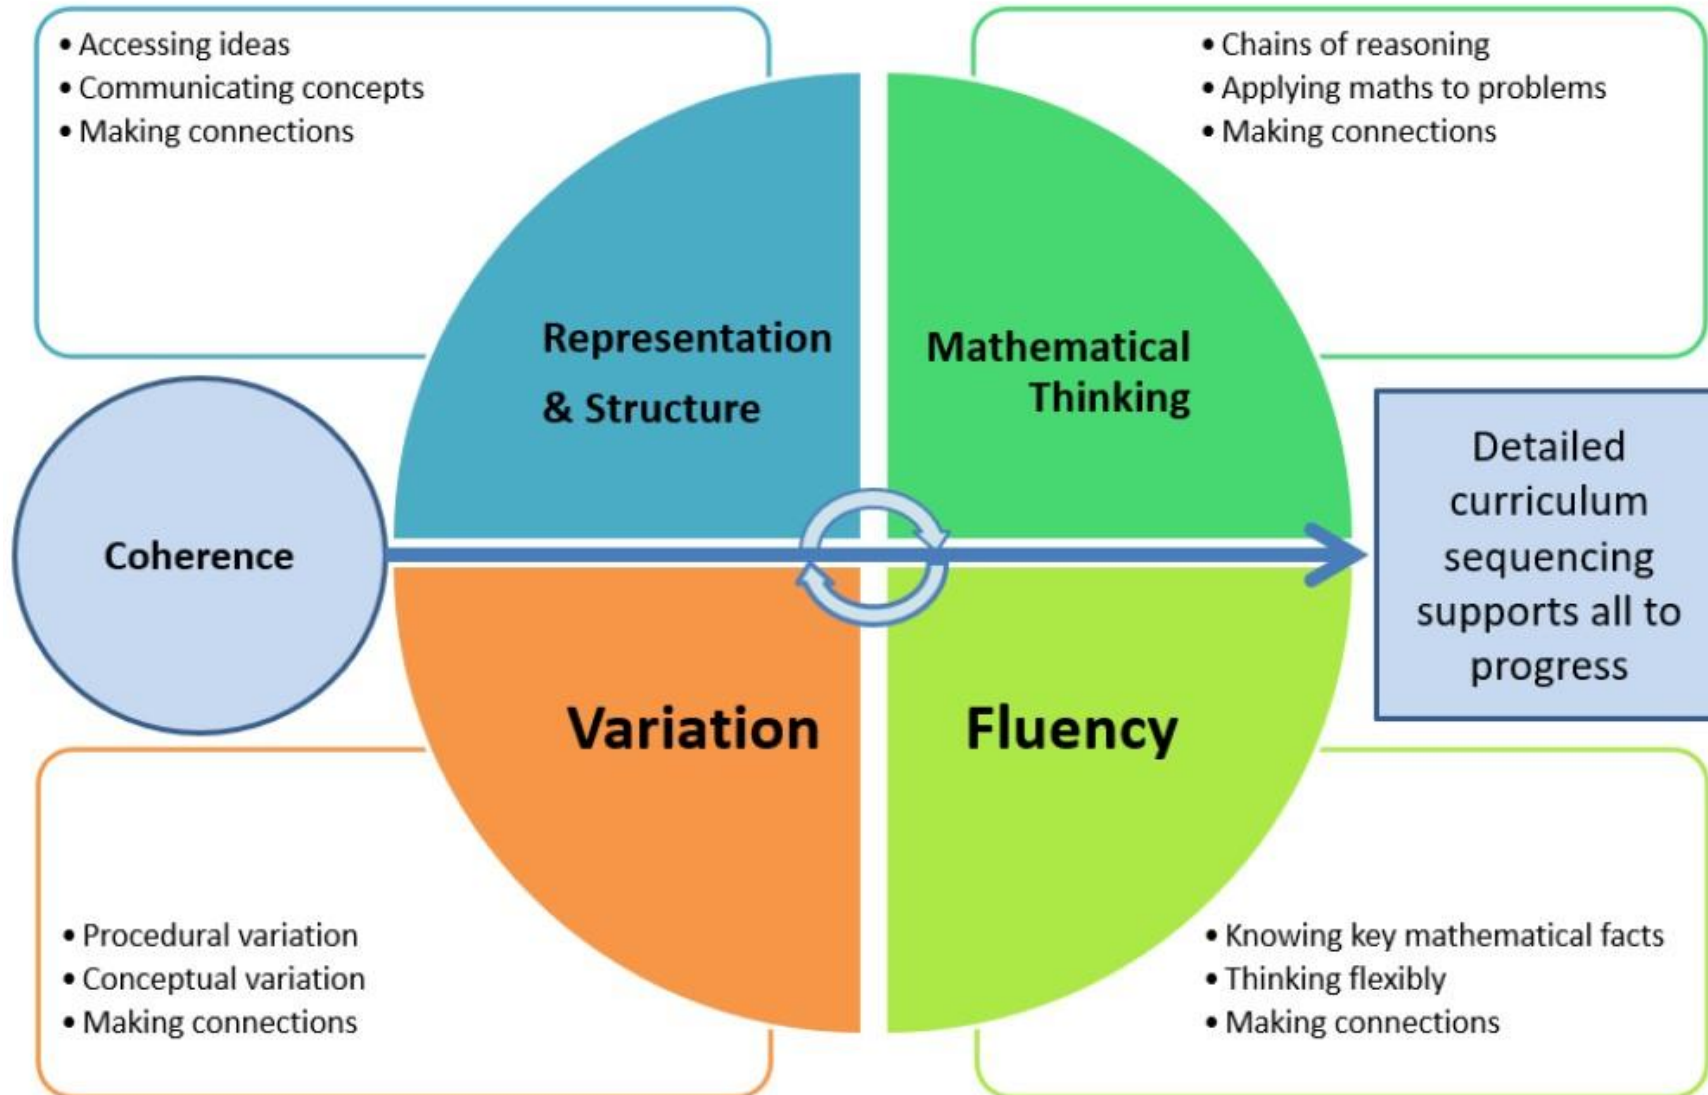 • Accessing ideas
• Communicating concepts
• Making connections
• Chains of reasoning
• Applying maths to problems
• Making connections
Representation
& Structure
Mathematical
Thinking
Coherence
Detailed
curriculum
sequencing
supports all to
progress
Variation
Fluency
• Procedural variation
• Conceptual variation
• Making connections
• Knowing key mathematical facts
• Thinking flexibly
• Making connections